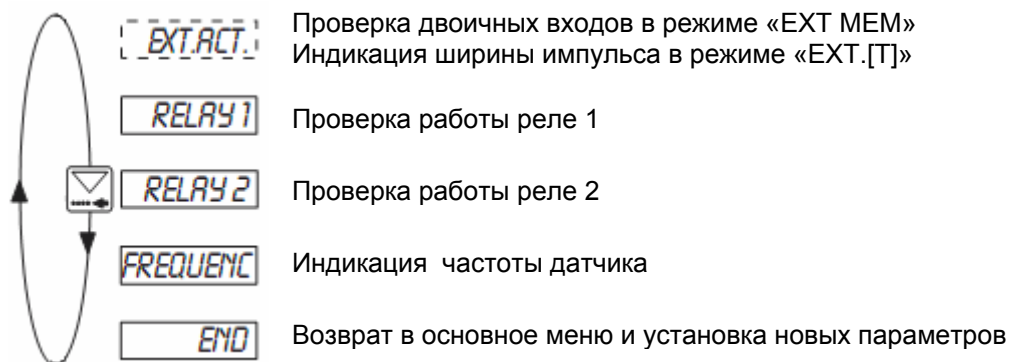 EXT.ACT. Проверка двоичных входов в режиме «EXT MEM»
Индикация ширины импульса в режиме «EXT.[T]»
RELAY 1 Проверка работы реле 1
RELAY 2 Проверка работы реле 2
FREQUENC Индикация частоты датчика
END Возврат в основное меню и установка новых параметров